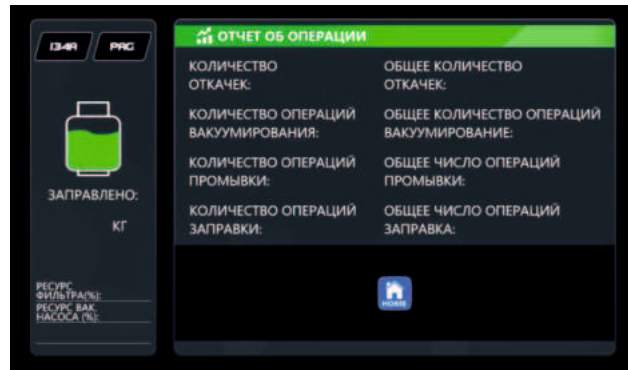 134A PAG
ОТЧЕТ ОБ ОПЕРАЦИИ
КОЛИЧЕСТВО
ОТКАЧЕК:
ОБЩЕЕ КОЛИЧЕСТВО
ОТКАЧЕК:
КОЛИЧЕСТВО ОПЕРАЦИЙ
ВАКУУМИРОВАНИЯ:
ОБЩЕЕ КОЛИЧЕСТВО ОПЕРАЦИЙ
ВАКУУМИРОВАНИЕ:
КОЛИЧЕСТВО ОПЕРАЦИЙ
ПРОМЫВКИ:
ОБЩЕЕ ЧИСЛО ОПЕРАЦИЙ
ПРОМЫВКИ:
КОЛИЧЕСТВО ОПЕРАЦИЙ
ЗАПРАВКИ:
ОБЩЕЕ ЧИСЛО ОПЕРАЦИЙ
ЗАПРАВКА:
ЗАПРАВЛЕНО:
КГ
РЕСУРС
ФИЛЬТРА(%):
РЕСУРС ВАК.
НАСОСА (%):
HOME